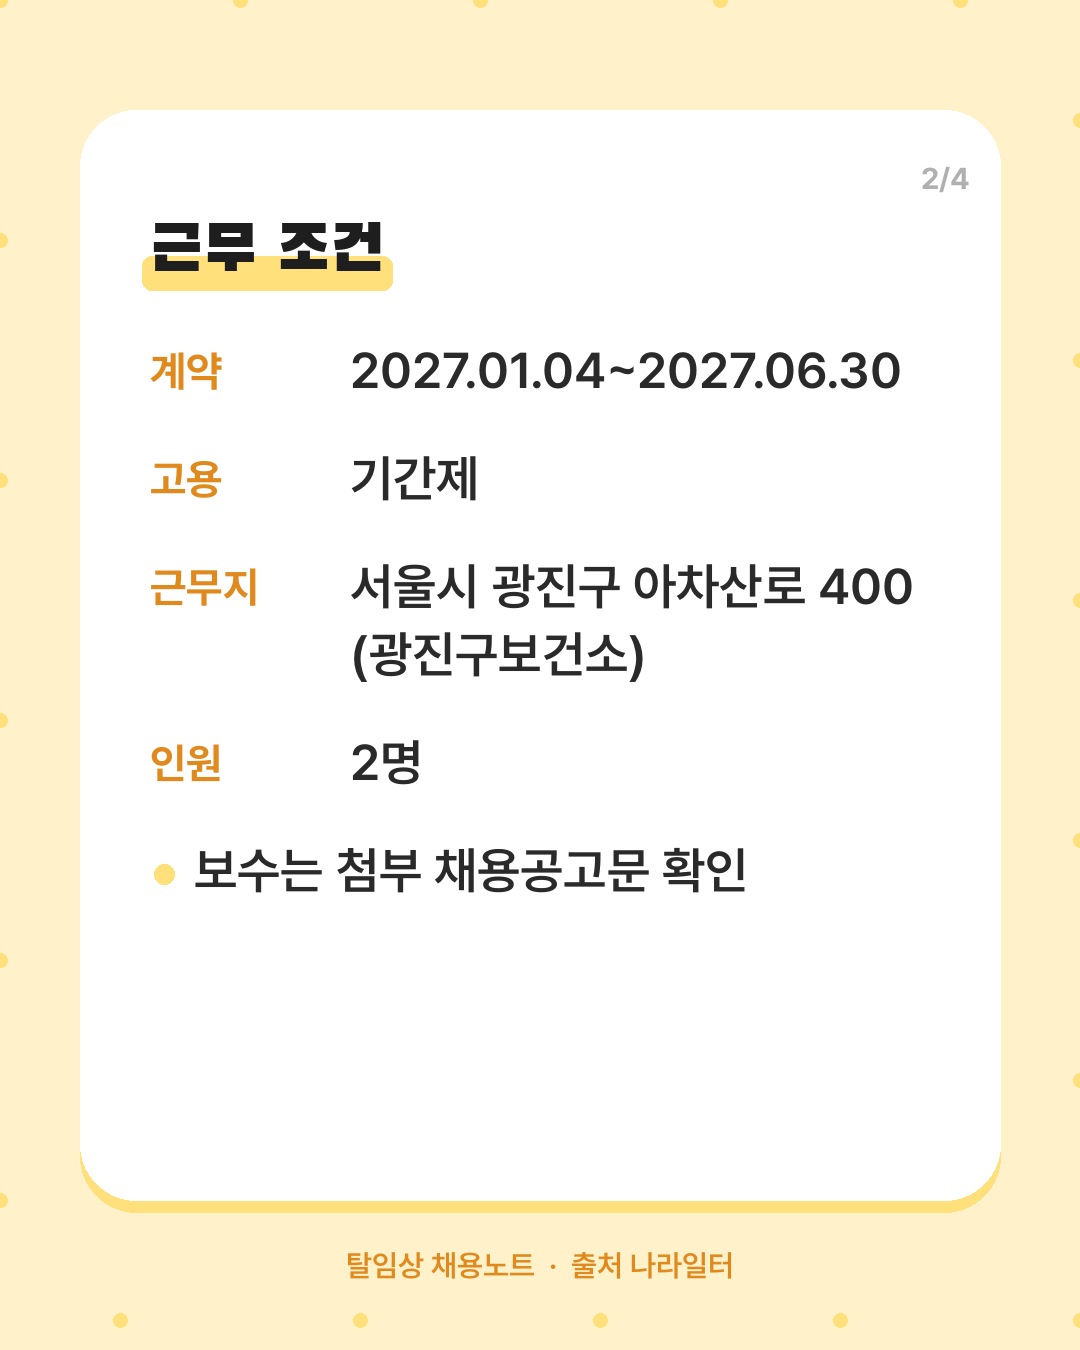 2/4
근무 조건
계약 2027.01.04~2027.06.30
고용 기간제
근무지 서울시 광진구 아차산로 400
(광진구보건소)
인원 2명
보수는 첨부 채용공고문 확인
탈임상 채용노트 · 출처 나라일터